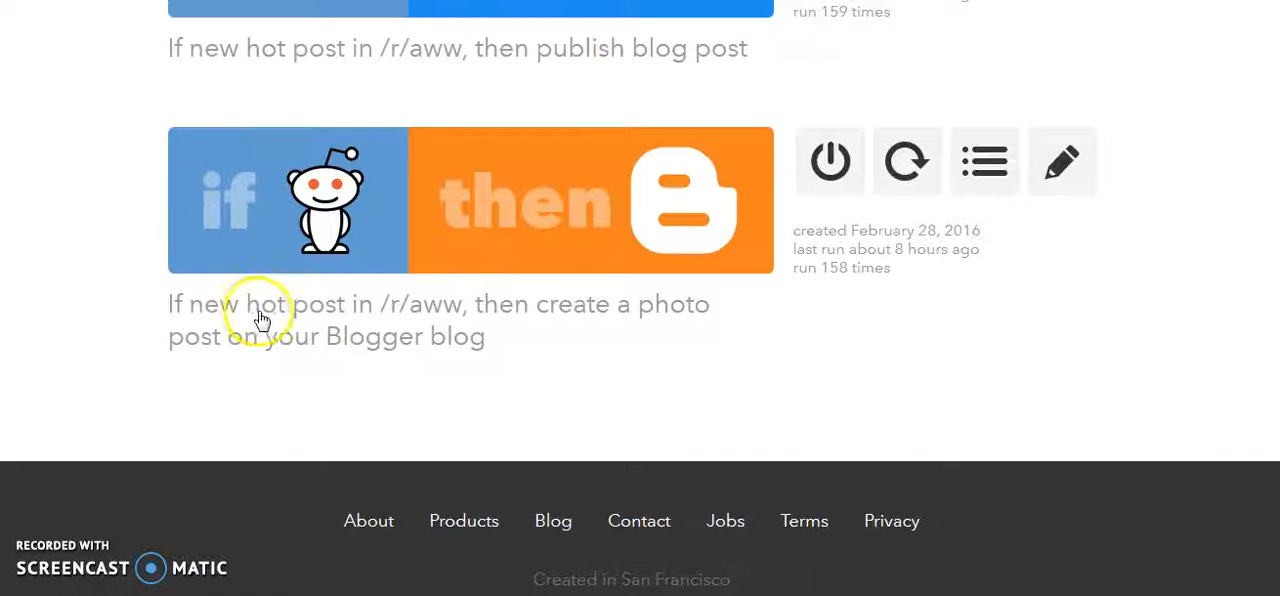 run 159 times
If new hot post in /r/aww, then publish blog post
if then
created February 28, 2016
last run about 8 hours ago
run 158 times
If new hot post in /r/aww, then create a photo
post on your Blogger blog
About Products Blog Contact Jobs Terms Privacy
RECORDED WITH
SCREENCAST MATIC
Created in San Francisco